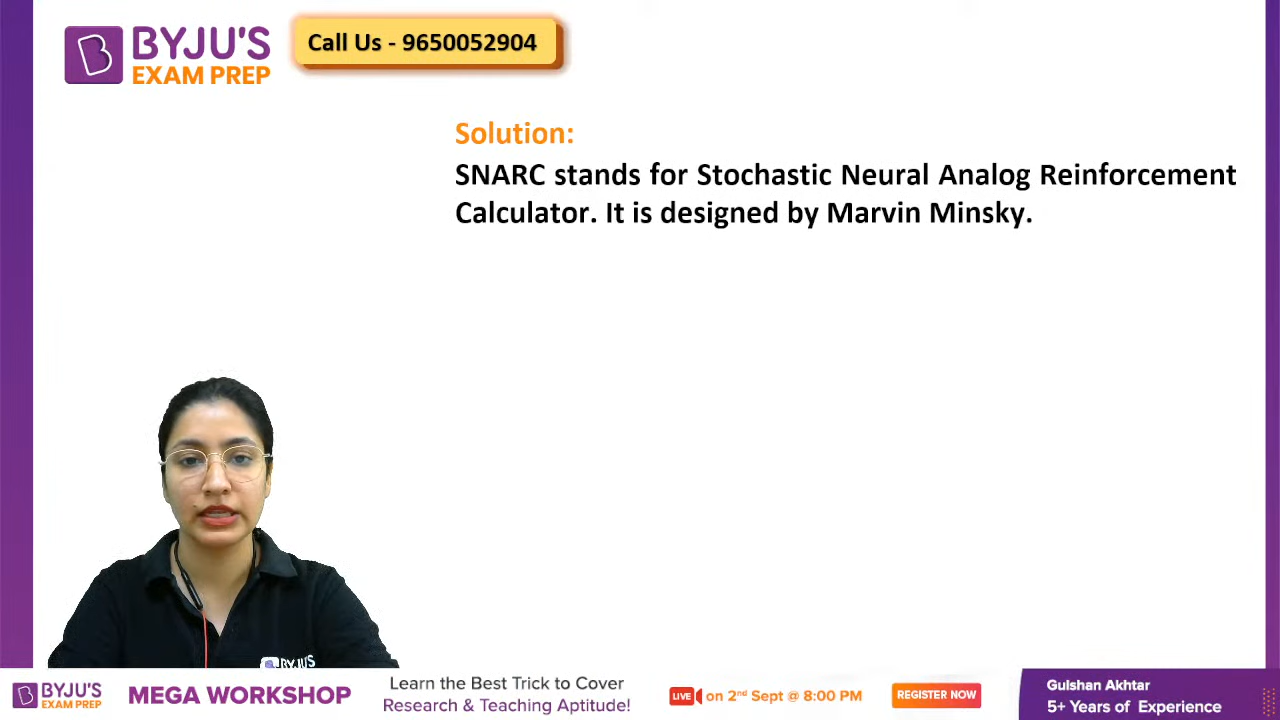 BYJU'S
EXAM PREP
Call Us - 9650052904
Solution:
SNARC stands for Stochastic Neural Analog Reinforcement
Calculator. It is designed by Marvin Minsky.
BYJU'S
BYJU'S
EXAM PREP
MEGA WORKSHOP
Learn the Best Trick to Cover
Research & Teaching Aptitude!
LIVE on 2nd Sept @ 8:00 PM
REGISTER NOW
Gulshan Akhtar
5+ Years of Experience